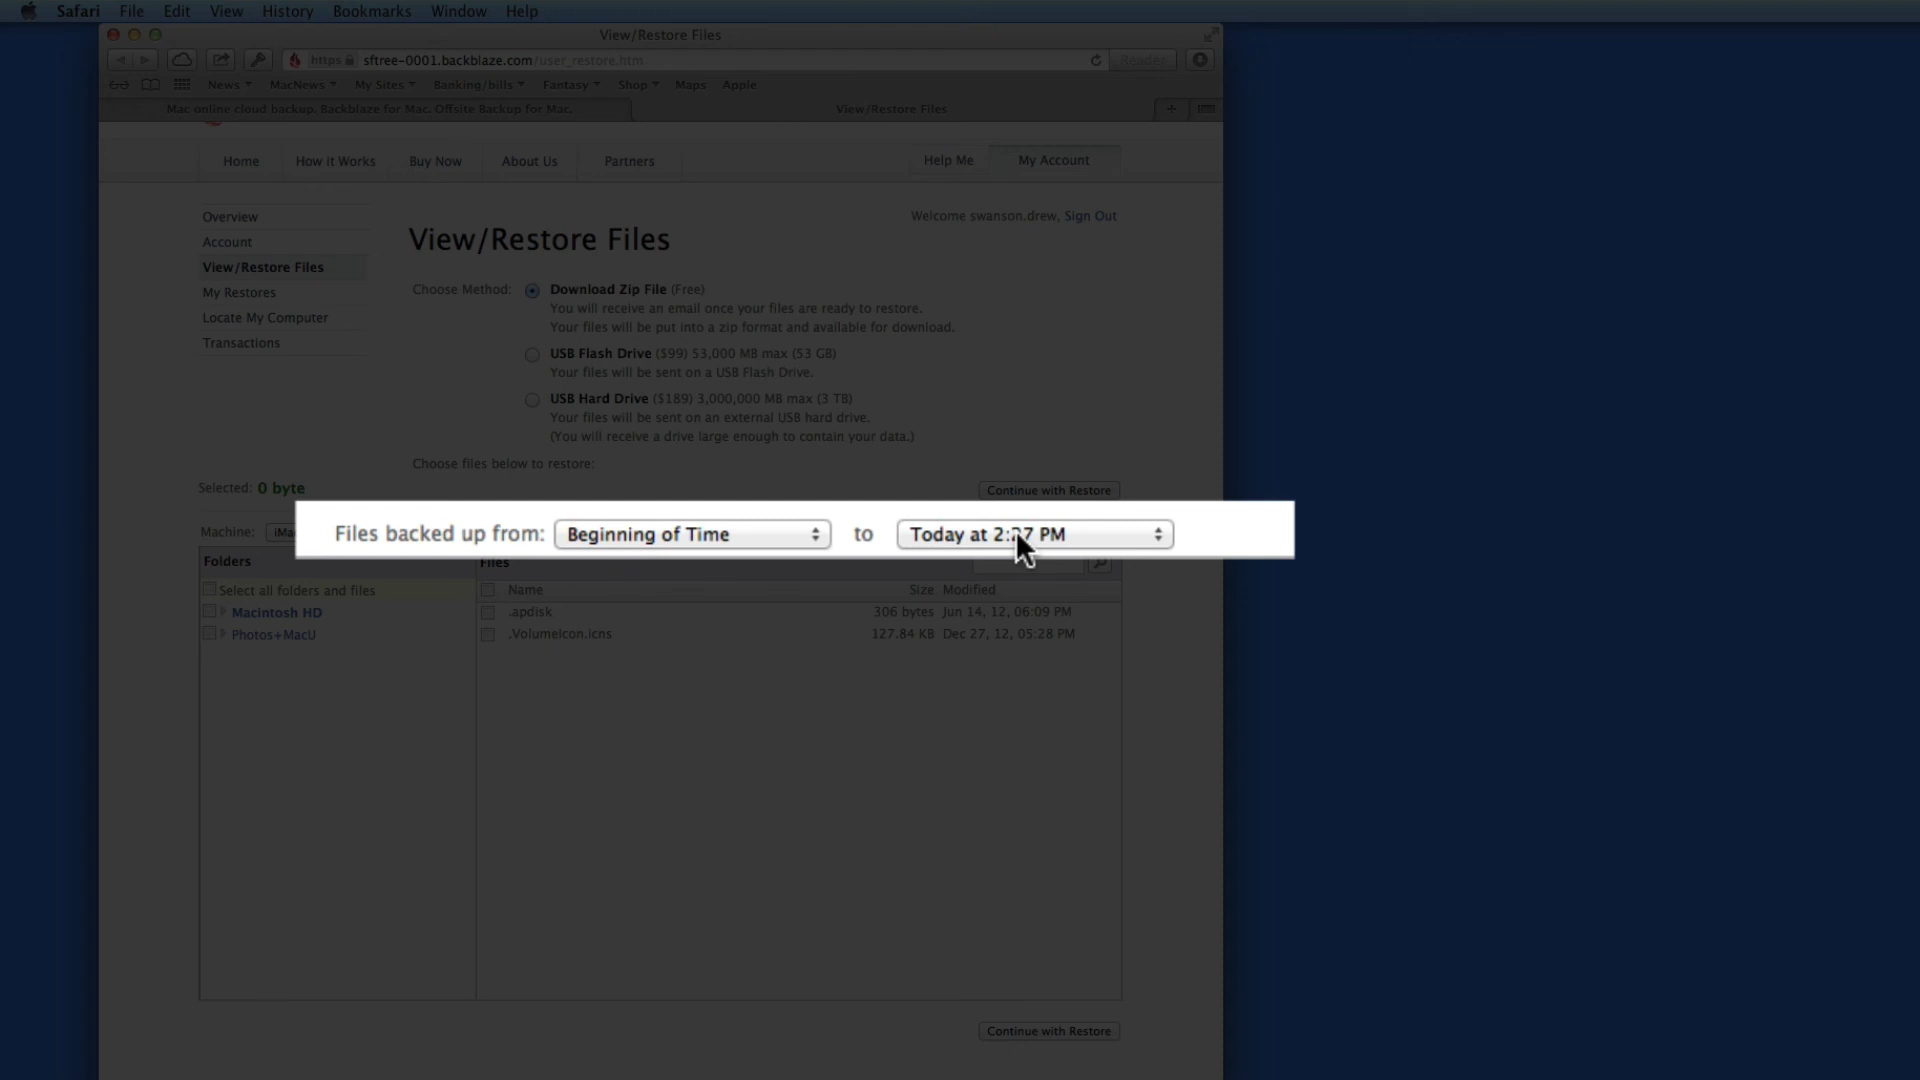 Safari File Edit View History Bookmarks Window Help
View/Restore Files
https sftree-0001.backblaze.com/user_restore.htm Reader
News MacNews My Sites Banking/bills Fantasy Shop Maps Apple
Mac online cloud backup. Backblaze for Mac. Offsite Backup for Mac. View/Restore Files
Home How it Works Buy Now About Us Partners Help Me My Account
Welcome swanson.drew, Sign Out
Overview
Account
View/Restore Files
My Restores
Locate My Computer
Transactions
View/Restore Files
Choose Method: Download Zip File (Free)
You will receive an email once your files are ready to restore.
Your files will be put into a zip format and available for download.
USB Flash Drive ($99) 53,000 MB max (53 GB)
Your files will be sent on a USB Flash Drive.
USB Hard Drive ($189) 3,000,000 MB max (3 TB)
Your files will be sent on an external USB hard drive.
(You will receive a drive large enough to contain your data.)
Choose files below to restore:
Selected: 0 byte Continue with Restore
Machine: Files backed up from: Beginning of Time to Today at 2:27 PM
Folders Files
Select all folders and files Name Size Modified
Macintosh HD .apdisk 306 bytes Jun 14, 12, 06:09 PM
Photos+MacU .VolumeIcon.icns 127.84 KB Dec 27, 12, 05:28 PM
Continue with Restore